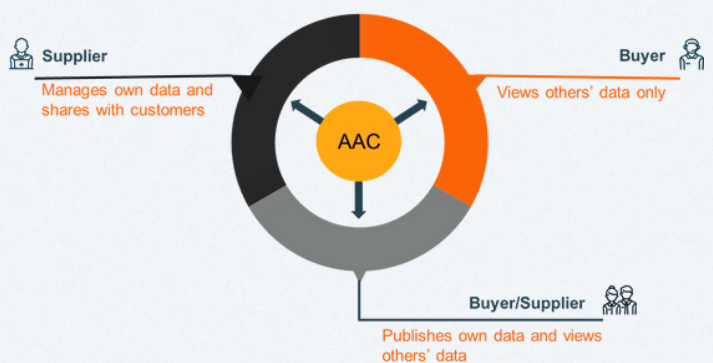 Supplier
Manages own data and
shares with customers
Buyer
Views others' data only
AAC
Buyer/Supplier
Publishes own data and views
others' data